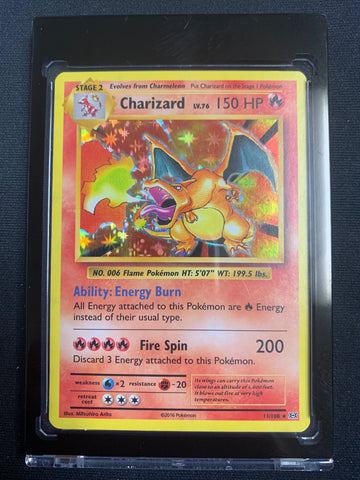 STAGE 2 Evolves from Charmeleon Put Charizard on the Stage 1 Pokémon
Charizard LV.76 150 HP
NO. 006 Flame Pokémon HT: 5'07" WT: 199.5 lbs.
Ability: Energy Burn
All Energy attached to this Pokémon are Energy
instead of their usual type.
Fire Spin 200
Discard 3 Energy attached to this Pokémon.
weakness ×2 resistance -20
retreat
cost
Its wings can carry this Pokémon
close to an altitude of 4,600 feet.
It blows out fire at very high
temperatures.
Illus. Mitsuhiro Arita ©2016 Pokémon 11/108 ★